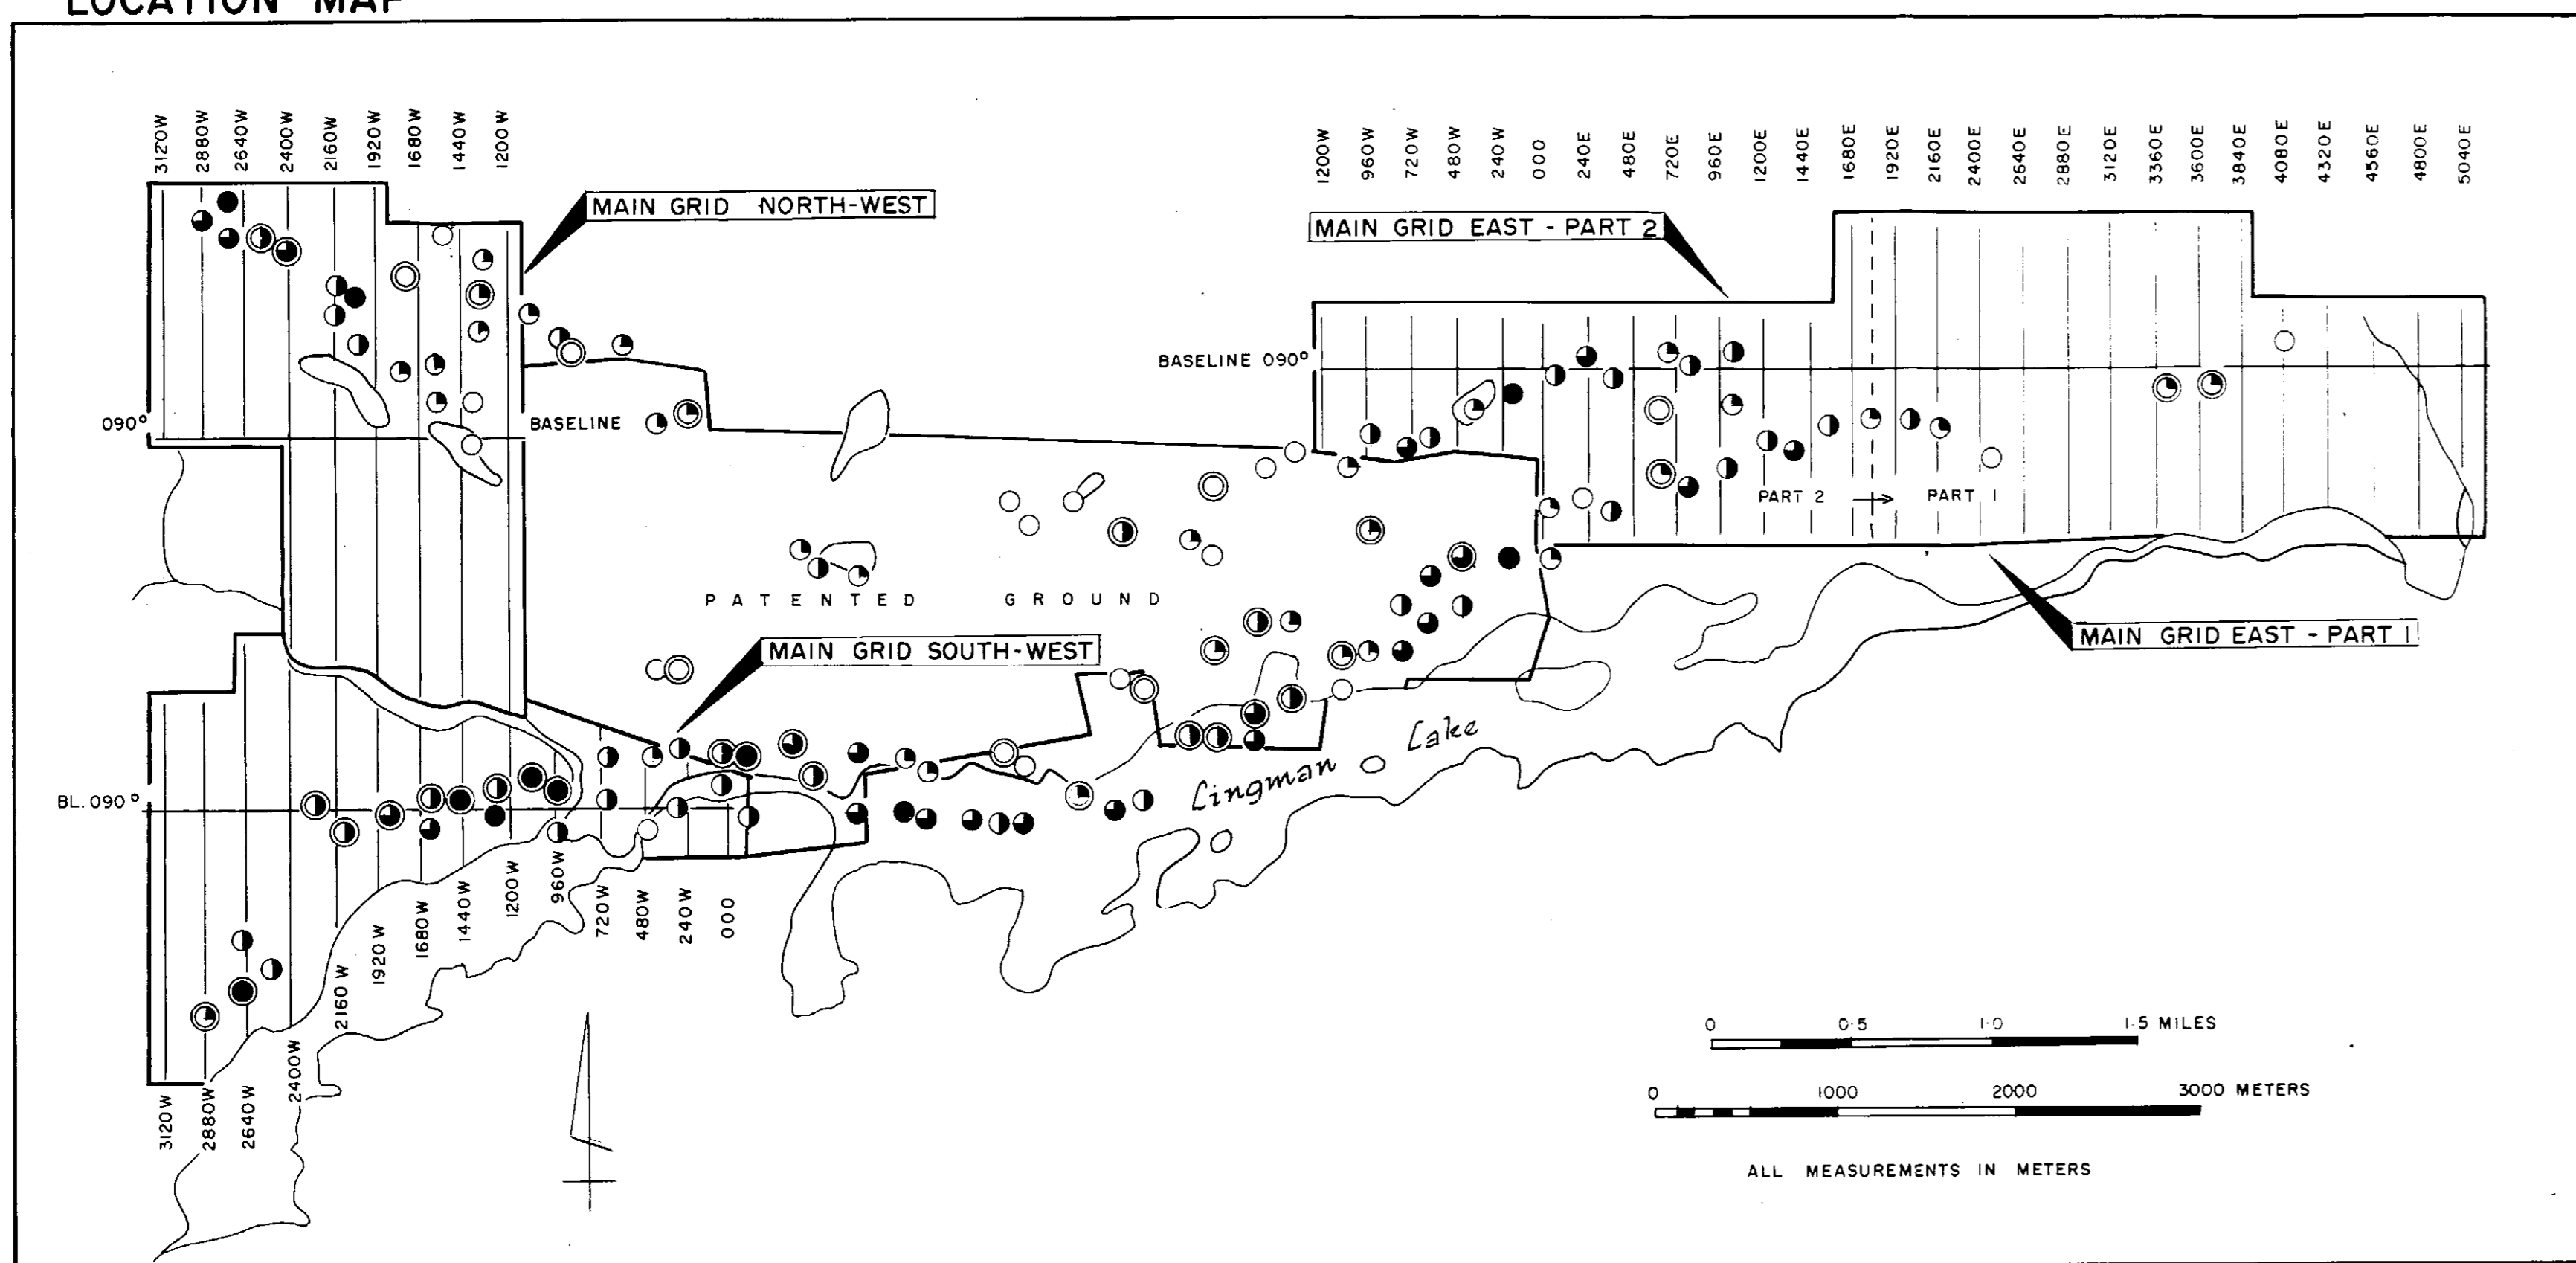 LOCATION MAP
3120W
2880W
2640W
2400W
2160W
1920W
1680W
1440W
1200W
1200W
960W
720W
480W
240W
000
240E
480E
720E
960E
1200E
1440E
1680E
1920E
2160E
2400E
2640E
2880E
3120E
3360E
3600E
3840E
4080E
4320E
4560E
4800E
5040E
MAIN GRID NORTH-WEST
MAIN GRID EAST - PART 2
BASELINE 090°
090°
BASELINE
PART 2
PART 1
PATENTED GROUND
MAIN GRID SOUTH-WEST
MAIN GRID EAST - PART 1
Lingman Lake
BL. 090°
960W
1200W
1440W
1680W
1920W
2160W
2400W
720W
480W
240W
000
3120W
2880W
2640W
0 0·5 1·0 1·5 MILES
0 1000 2000 3000 METERS
ALL MEASUREMENTS IN METERS